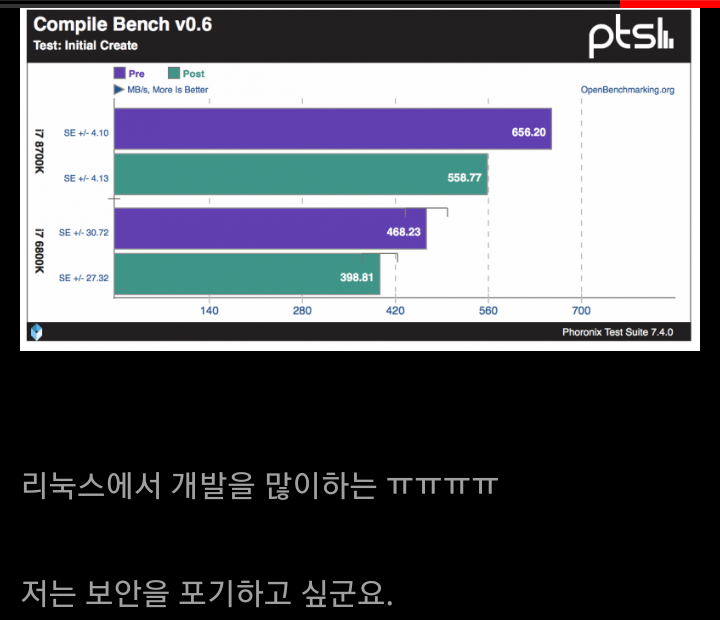 Compile Bench v0.6
Test: Initial Create
pts
Pre Post
MB/s, More Is Better
OpenBenchmarking.org
I7 8700K
SE +/- 4.10
656.20
SE +/- 4.13
558.77
I7 6800K
SE +/- 30.72
468.23
SE +/- 27.32
398.81
140 280 420 560 700
Phoronix Test Suite 7.4.0
리눅스에서 개발을 많이하는 ㅠㅠㅠㅠ
저는 보안을 포기하고 싶군요.